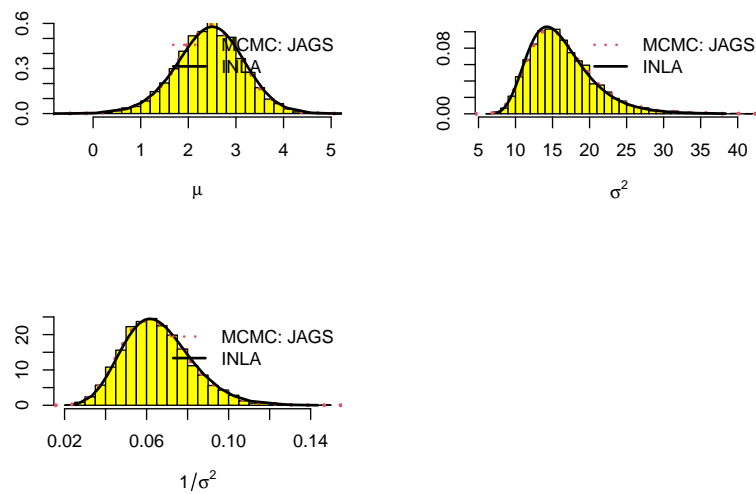 0.0 0.3 0.6
MCMC: JAGS
INLA
0 1 2 3 4 5
μ
0.00 0.08
MCMC: JAGS
INLA
5 10 15 20 25 30 35 40
σ²
0 10 20
MCMC: JAGS
INLA
0.02 0.06 0.10 0.14
1/σ²